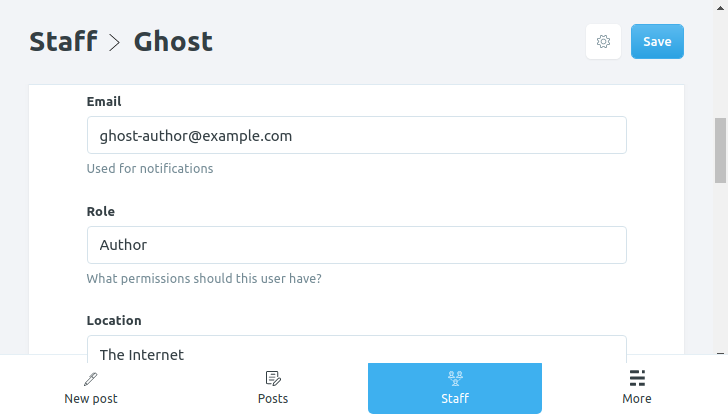 Staff > Ghost
Save
Email
ghost-author@example.com
Used for notifications
Role
Author
What permissions should this user have?
Location
The Internet
New post
Posts
Staff
More